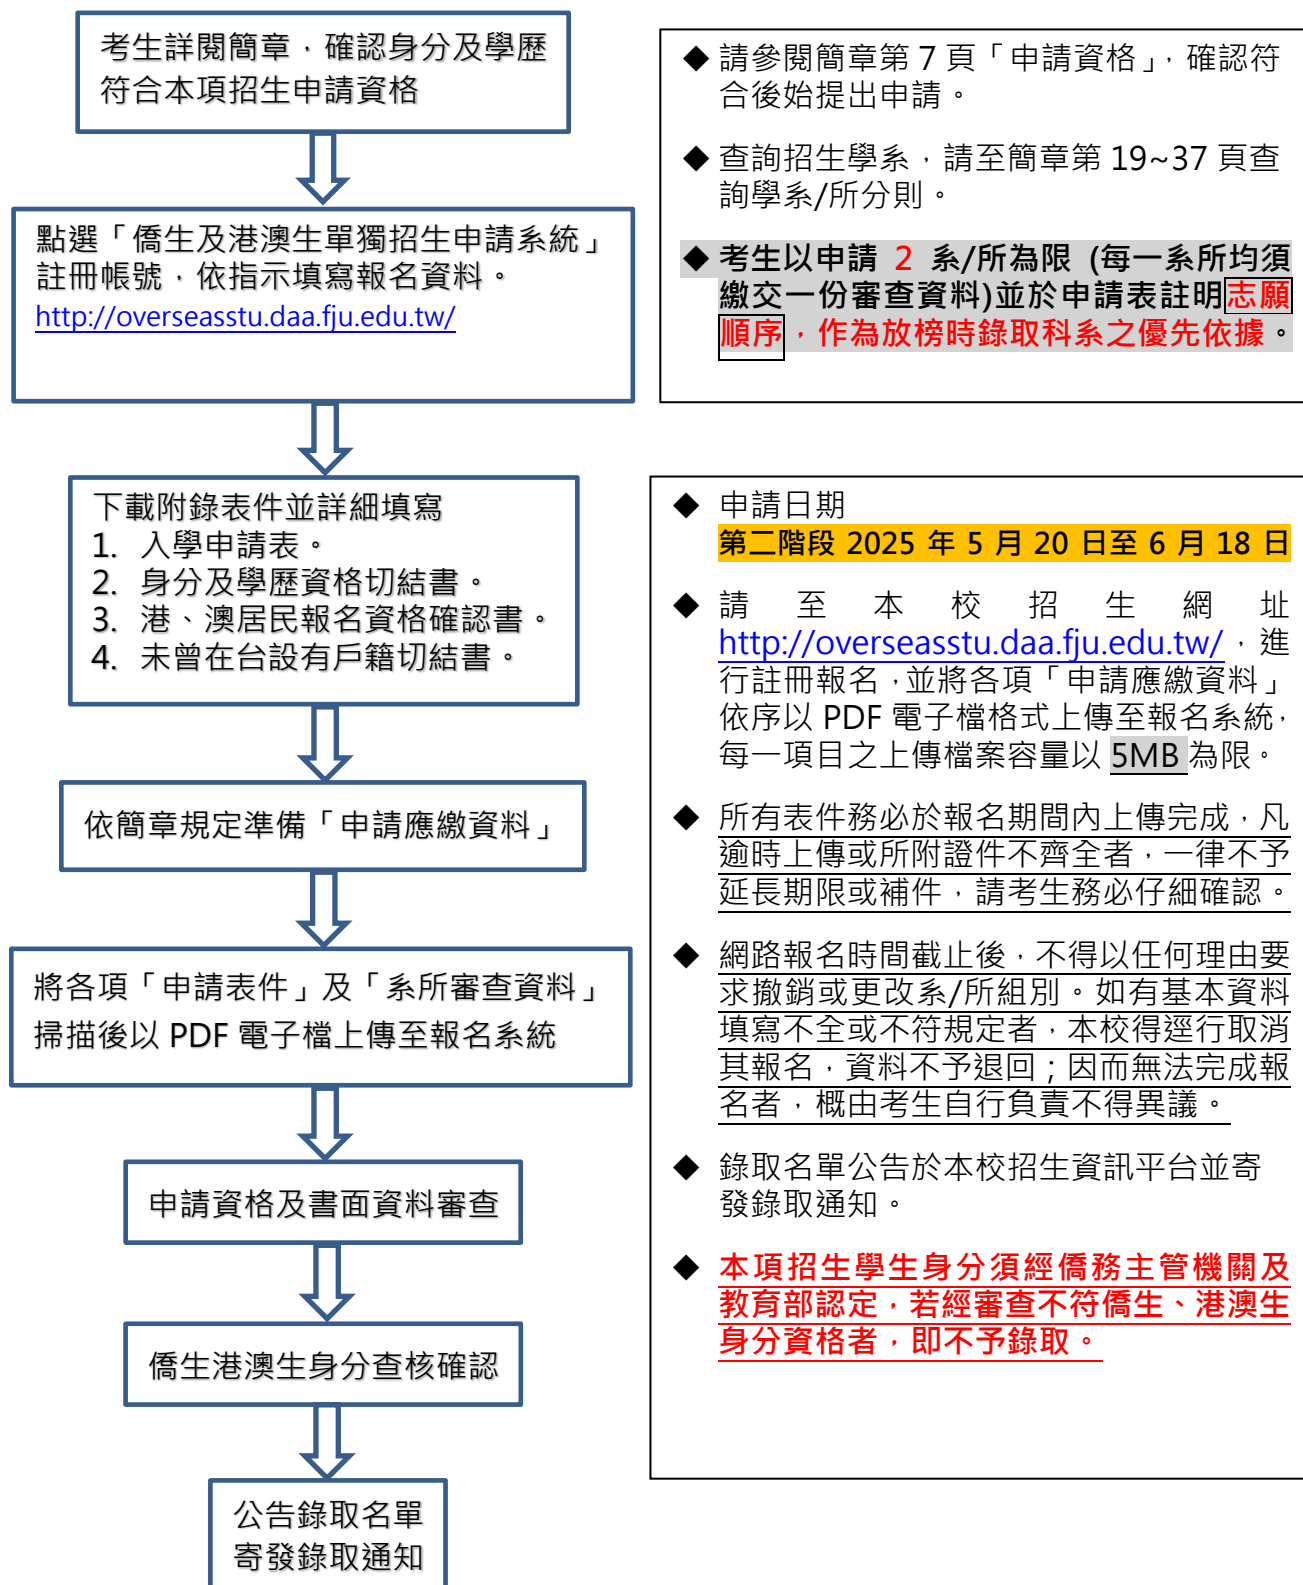 考生詳閱簡章，確認身分及學歷
符合本項招生申請資格
點選「僑生及港澳生單獨招生申請系統」
註冊帳號，依指示填寫報名資料。
http://overseasstu.daa.fju.edu.tw/
下載附錄表件並詳細填寫
1. 入學申請表。
2. 身分及學歷資格切結書。
3. 港、澳居民報名資格確認書。
4. 未曾在台設有戶籍切結書。
依簡章規定準備「申請應繳資料」
將各項「申請表件」及「系所審查資料」
掃描後以 PDF 電子檔上傳至報名系統
申請資格及書面資料審查
僑生港澳生身分查核確認
公告錄取名單
寄發錄取通知
◆ 請參閱簡章第 7 頁「申請資格」，確認符
合後始提出申請。
◆ 查詢招生學系，請至簡章第 19~37 頁查
詢學系/所分則。
◆ 考生以申請 2 系/所為限 (每一系所均須
繳交一份審查資料)並於申請表註明志願
順序，作為放榜時錄取科系之優先依據。
◆ 申請日期
第二階段 2025 年 5 月 20 日至 6 月 18 日
◆ 請至本校招生網址
http://overseasstu.daa.fju.edu.tw/，進
行註冊報名，並將各項「申請應繳資料」
依序以 PDF 電子檔格式上傳至報名系統，
每一項目之上傳檔案容量以 5MB 為限。
◆ 所有表件務必於報名期間內上傳完成，凡
逾時上傳或所附證件不齊全者，一律不予
延長期限或補件，請考生務必仔細確認。
◆ 網路報名時間截止後，不得以任何理由要
求撤銷或更改系/所組別。如有基本資料
填寫不全或不符規定者，本校得逕行取消
其報名，資料不予退回；因而無法完成報
名者，概由考生自行負責不得異議。
◆ 錄取名單公告於本校招生資訊平台並寄
發錄取通知。
◆ 本項招生學生身分須經僑務主管機關及
教育部認定，若經審查不符僑生、港澳生
身分資格者，即不予錄取。